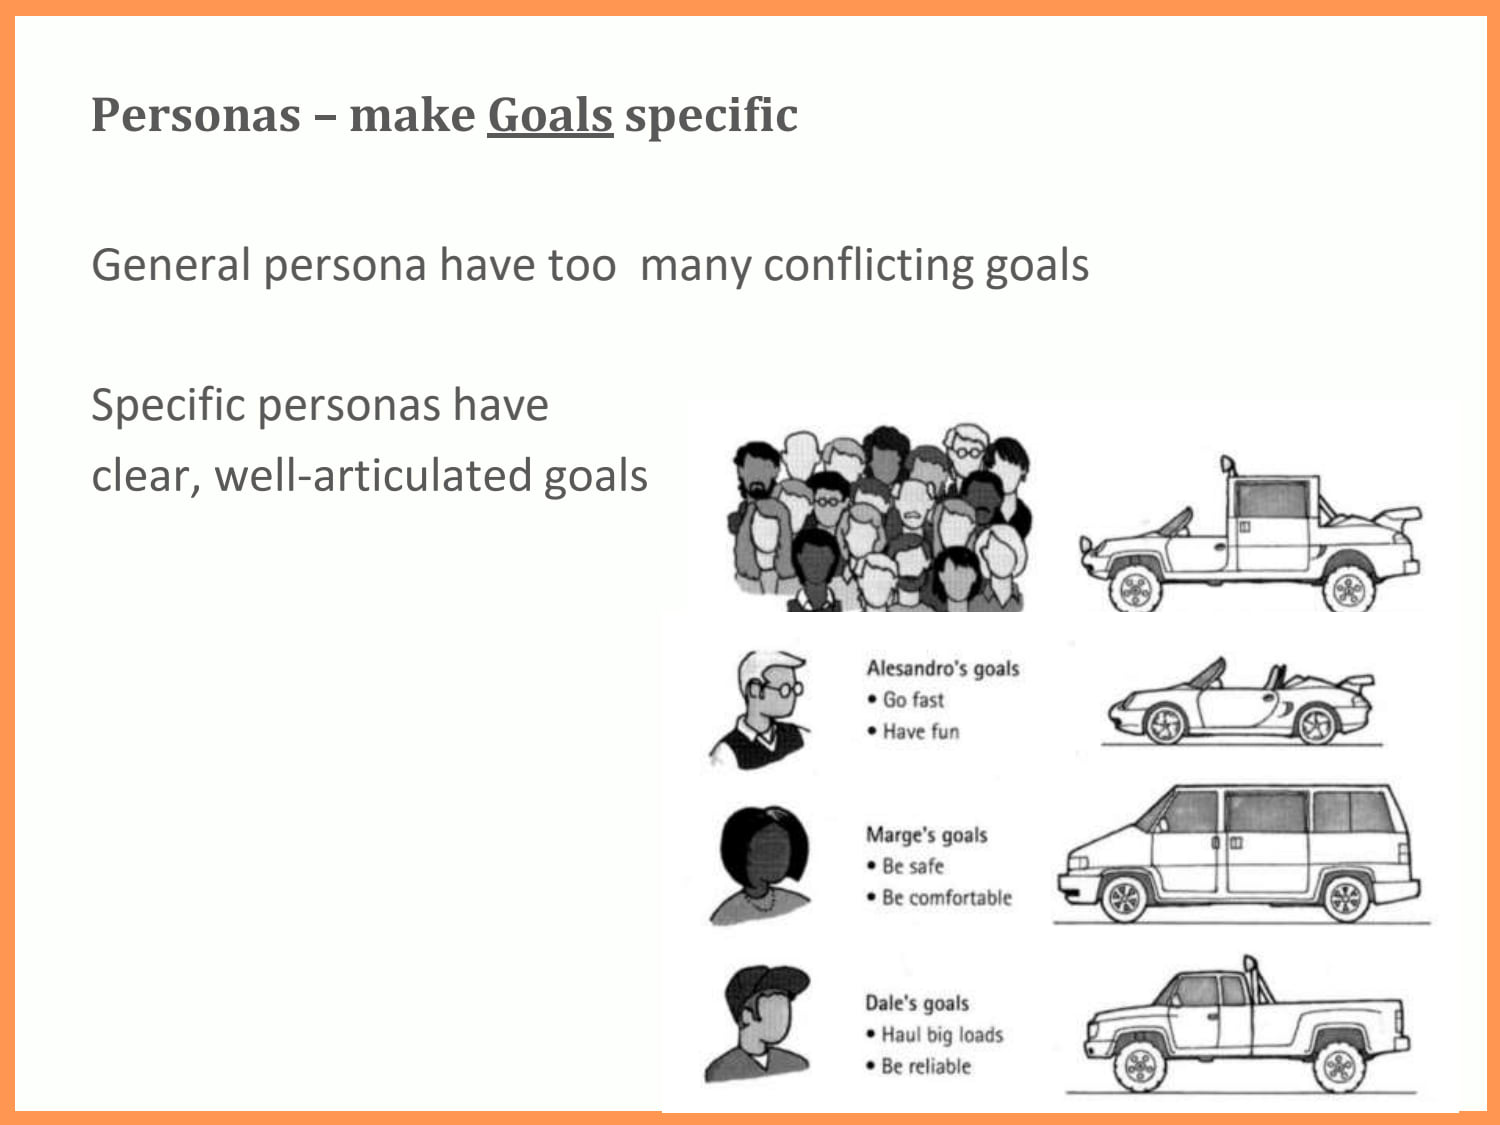 Personas – make Goals specific
General persona have too  many conflicting goals
Specific personas have
clear, well-articulated goals
Alesandro's goals
• Go fast
• Have fun
Marge's goals
• Be safe
• Be comfortable
Dale's goals
• Haul big loads
• Be reliable